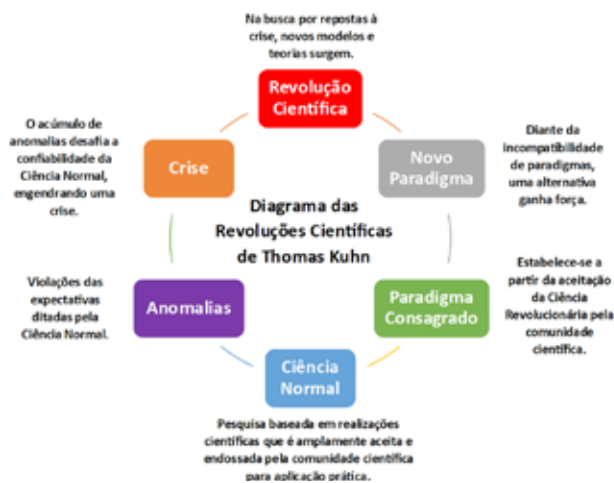 Na busca por repostas à
crise, novos modelos e
teorias surgem.
Revolução
Científica
O acúmulo de
anomalias desafia a
confiabilidade da
Ciência Normal,
engendrando uma
crise.
Crise
Novo
Paradigma
Diante da
incompatibilidade
de paradigmas,
uma alternativa
ganha força.
Diagrama das
Revoluções Científicas
de Thomas Kuhn
Violações das
expectativas
ditadas pela
Ciência Normal.
Anomalias
Paradigma
Consagrado
Estabelece-se a
partir da aceitação
da Ciência
Revolucionária pela
comunidade
científica.
Ciência
Normal
Pesquisa baseada em realizações
científicas que é amplamente aceita e
endossada pela comunidade científica
para aplicação prática.